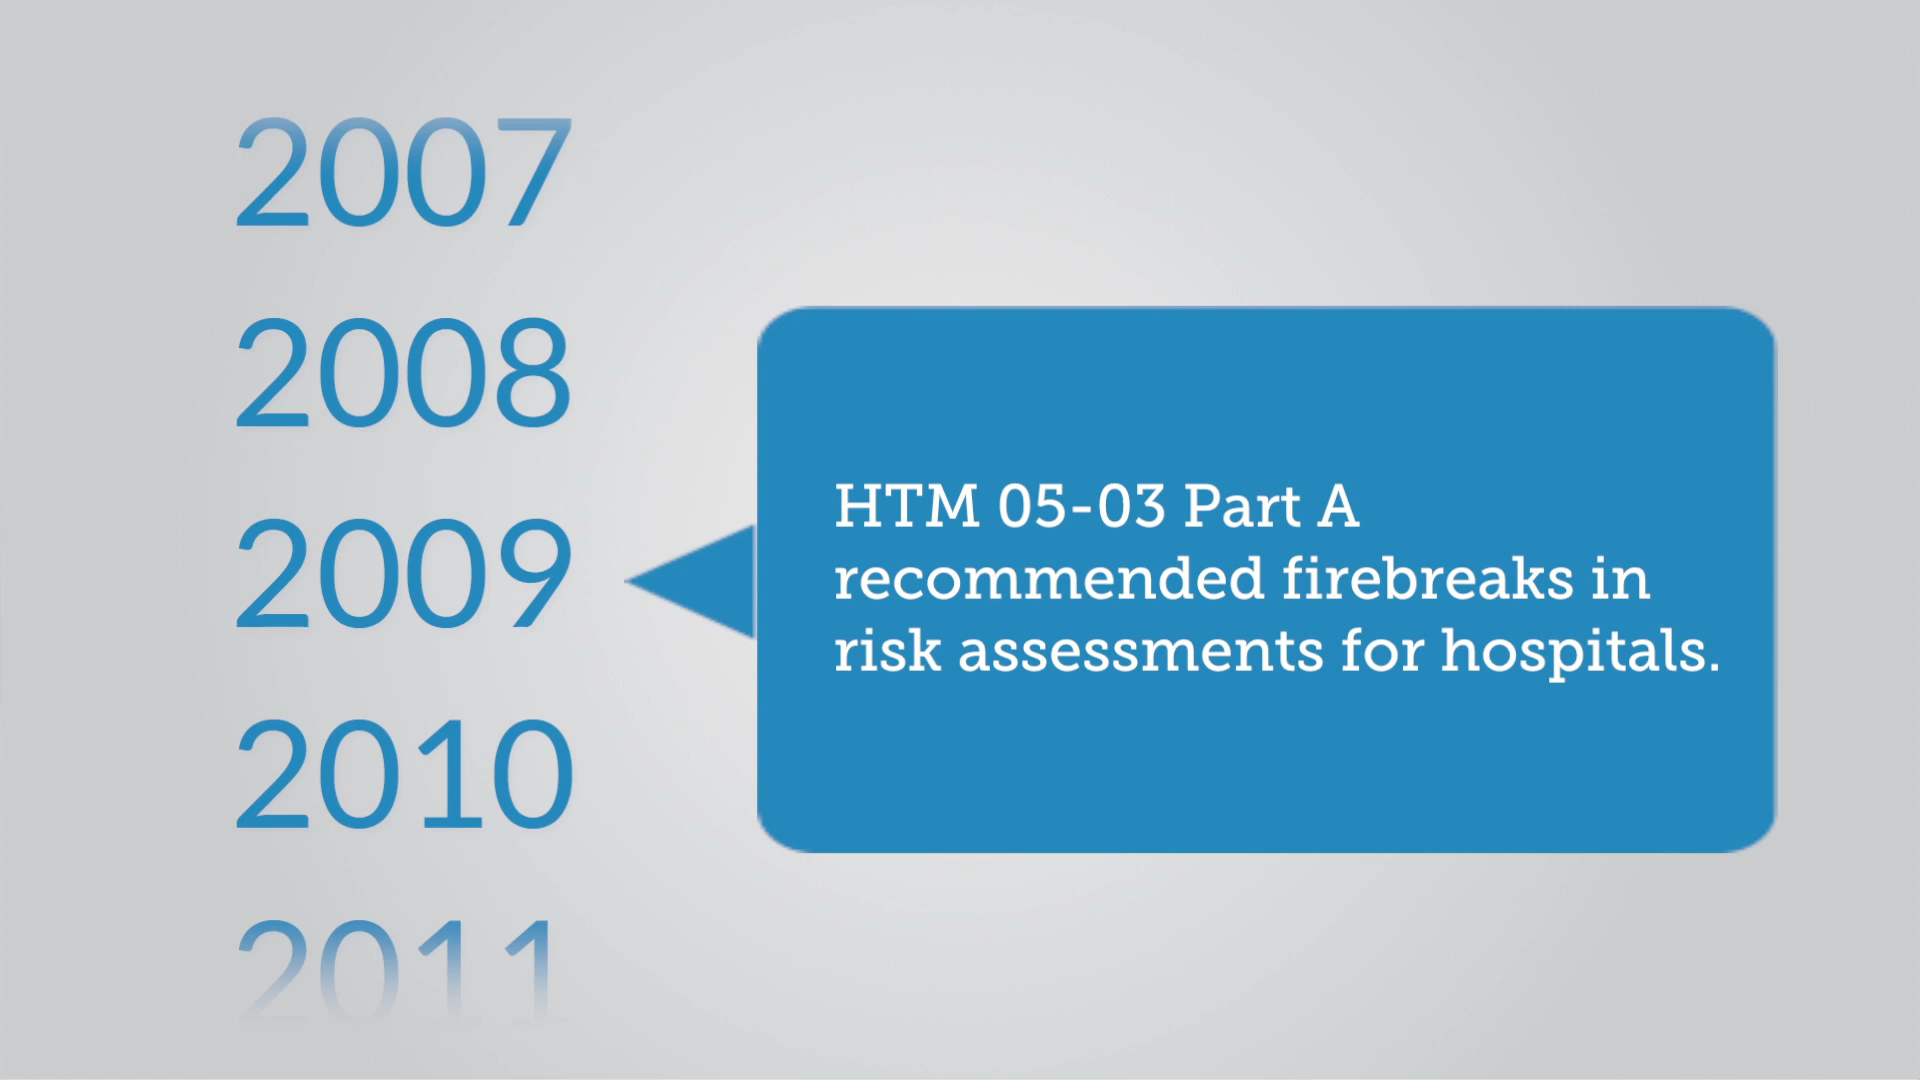 2007
2008
2009
2010
2011
HTM 05-03 Part A
recommended firebreaks in
risk assessments for hospitals.